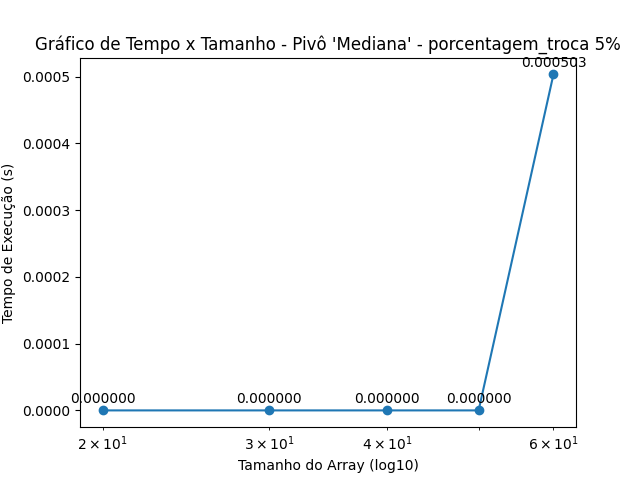 Gráfico de Tempo x Tamanho - Pivô 'Mediana' - porcentagem_troca 5%
0.000503
0.0005
0.0004
0.0003
0.0002
0.0001
0.0000
Tempo de Execução (s)
0.000000 0.000000 0.000000 0.000000
2 × 10¹ 3 × 10¹ 4 × 10¹ 6 × 10¹
Tamanho do Array (log10)